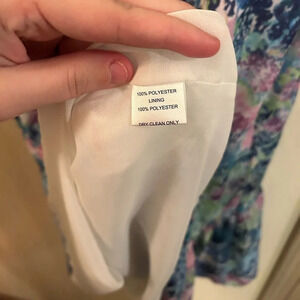 100% POLYESTER
LINING
100% POLYESTER
DRY CLEAN ONLY